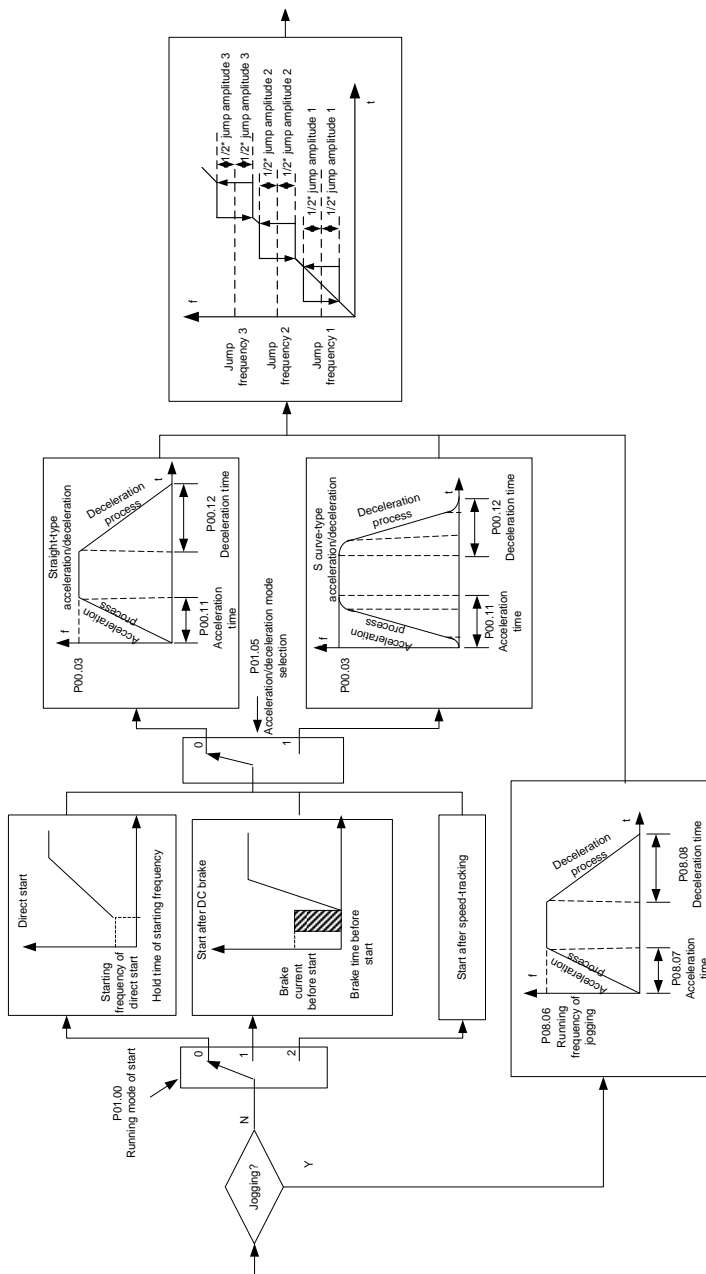 Jogging?
N
Y
P01.00
Running mode of start
0
1
2
Direct start
Starting
frequency of
direct start
Hold time of starting frequency
Start after DC brake
Brake
current
before start
Brake time before
start
Start after speed-tracking
P01.05
Acceleration/deceleration mode
selection
0
1
Straight-type
acceleration/deceleration
f
P00.03
Acceleration
process
Deceleration
process
t
P00.11
Acceleration
time
P00.12
Deceleration time
S curve-type
acceleration/deceleration
f
P00.03
Acceleration
process
Deceleration
process
t
P00.11
Acceleration
time
P00.12
Deceleration time
P08.06
Running
frequency of
jogging
f
Acceleration
process
Deceleration
process
t
P08.07
Acceleration
time
P08.08
Deceleration time
f
Jump
frequency 3
Jump
frequency 2
Jump
frequency 1
1/2* jump amplitude 3
1/2* jump amplitude 3
1/2* jump amplitude 2
1/2* jump amplitude 2
1/2* jump amplitude 1
1/2* jump amplitude 1
t